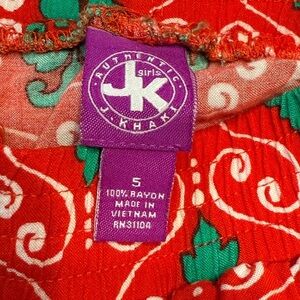 AUTHENTIC
girls
JK
J. KHAKI
5
100% RAYON
MADE IN
VIETNAM
RN31104